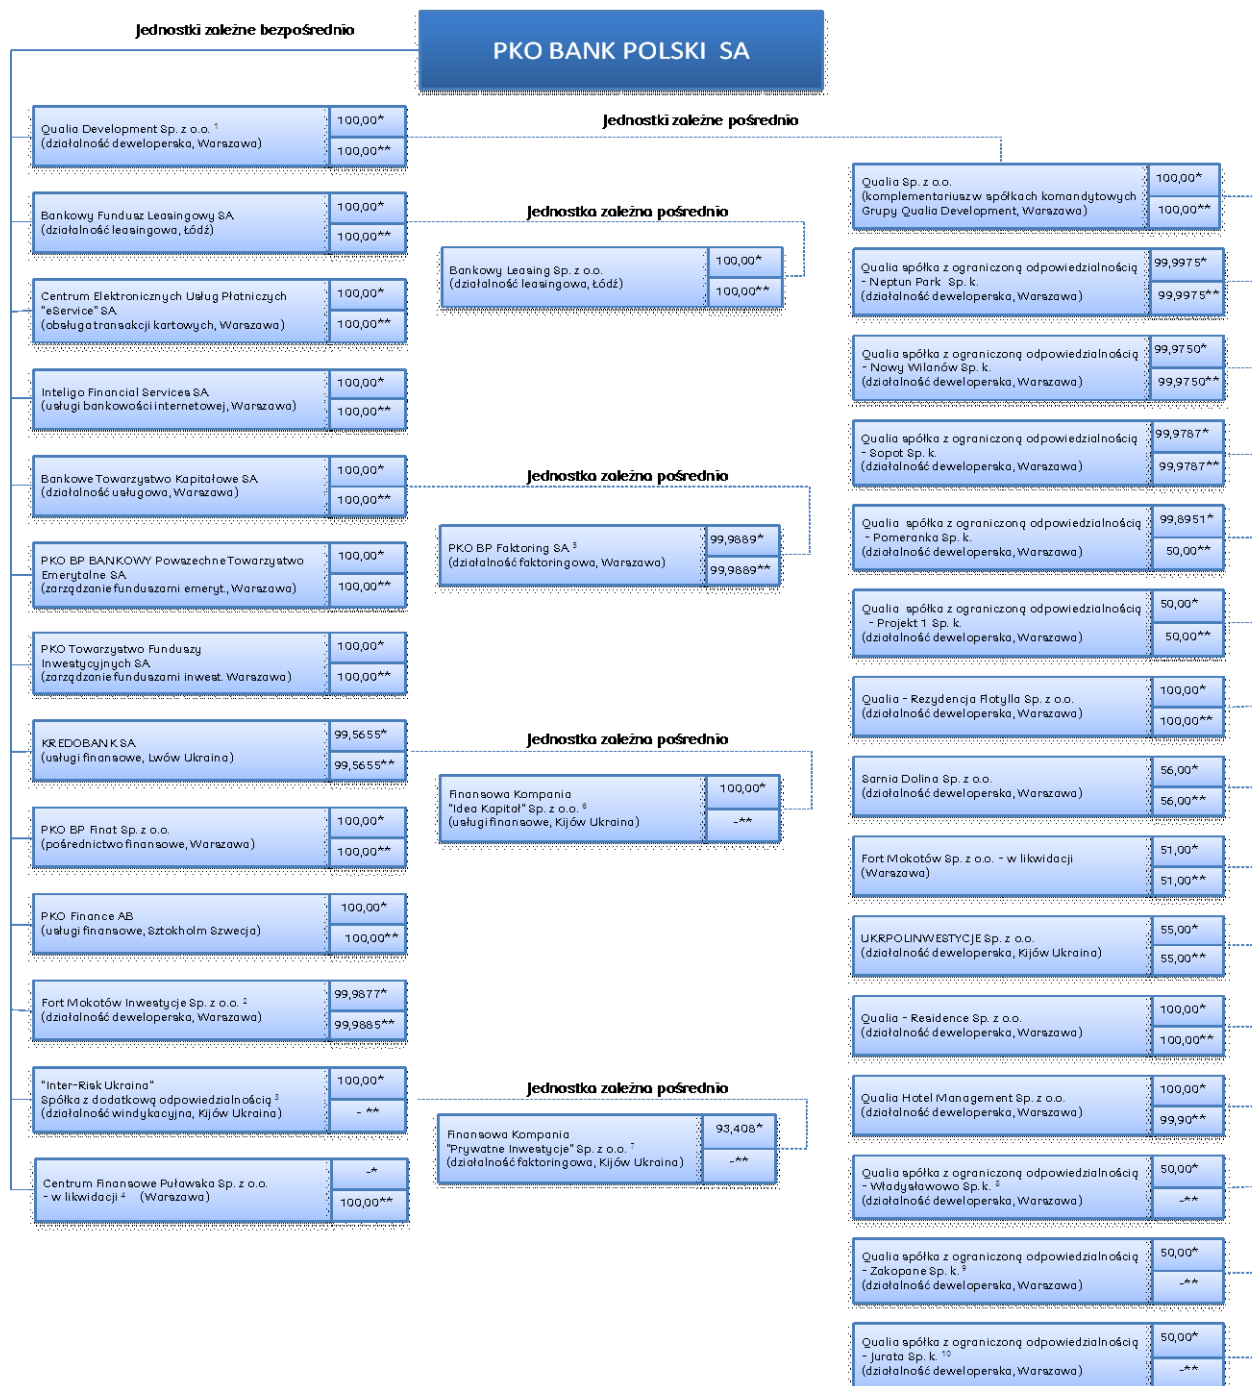 Jednostki zależne bezpośrednio
PKO BANK POLSKI SA
Qualia Development Sp. z o.o. 1
(działalność deweloperska, Warszawa)
100,00*
100,00**
Bankowy Fundusz Leasingowy SA
(działalność leasingowa, Łódź)
100,00*
100,00**
Centrum Elektronicznych Usług Płatniczych
"eService" SA
(obsługa transakcji kartowych, Warszawa)
100,00*
100,00**
Inteligo Financial Services SA
(usługi bankowości internetowej, Warszawa)
100,00*
100,00**
Bankowe Towarzystwo Kapitałowe SA
(działalność usługowa, Warszawa)
100,00*
100,00**
PKO BP BANKOWY Powszechne Towarzystwo
Emerytalne SA
(zarządzanie funduszami emeryt., Warszawa)
100,00*
100,00**
PKO Towarzystwo Funduszy
Inwestycyjnych SA
(zarządzanie funduszami inwest. Warszawa)
100,00*
100,00**
KREDOBANK SA
(usługi finansowe, Lwów Ukraina)
99,5655*
99,5655**
PKO BP Finat Sp. z o.o.
(pośrednictwo finansowe, Warszawa)
100,00*
100,00**
PKO Finance AB
(usługi finansowe, Sztokholm Szwecja)
100,00*
100,00**
Fort Mokotów Inwestycje Sp. z o.o. 2
(działalność deweloperska, Warszawa)
99,9877*
99,9885**
"Inter-Risk Ukraina"
Spółka z dodatkową odpowiedzialnością 3
(działalność windykacyjna, Kijów Ukraina)
100,00*
- **
Centrum Finansowe Puławska Sp. z o.o.
- w likwidacji 4 (Warszawa)
-*
100,00**
Jednostka zależna pośrednio
Bankowy Leasing Sp. z o.o.
(działalność leasingowa, Łódź)
100,00*
100,00**
Jednostka zależna pośrednio
PKO BP Faktoring SA 5
(działalność faktoringowa, Warszawa)
99,9889*
99,9889**
Jednostka zależna pośrednio
Finansowa Kompania
"Idea Kapitał" Sp. z o.o. 6
(usługi finansowe, Kijów Ukraina)
100,00*
-**
Jednostka zależna pośrednio
Finansowa Kompania
"Prywatne Inwestycje" Sp. z o.o. 7
(działalność faktoringowa, Kijów Ukraina)
93,408*
-**
Jednostki zależne pośrednio
Qualia Sp. z o.o.
(komplementariusz w spółkach komandytowych
Grupy Qualia Development, Warszawa)
100,00*
100,00**
Qualia spółka z ograniczoną odpowiedzialnością
- Neptun Park Sp. k.
(działalność deweloperska, Warszawa)
99,9975*
99,9975**
Qualia spółka z ograniczoną odpowiedzialnością
- Nowy Wilanów Sp. k.
(działalność deweloperska, Warszawa)
99,9750*
99,9750**
Qualia spółka z ograniczoną odpowiedzialnością
- Sopot Sp. k.
(działalność deweloperska, Warszawa)
99,9787*
99,9787**
Qualia spółka z ograniczoną odpowiedzialnością
- Pomeranka Sp. k.
(działalność deweloperska, Warszawa)
99,8951*
50,00**
Qualia spółka z ograniczoną odpowiedzialnością
- Projekt 1 Sp. k.
(działalność deweloperska, Warszawa)
50,00*
50,00**
Qualia - Rezydencja Flotylla Sp. z o.o.
(działalność deweloperska, Warszawa)
100,00*
100,00**
Sarnia Dolina Sp. z o.o.
(działalność deweloperska, Warszawa)
56,00*
56,00**
Fort Mokotów Sp. z o.o. - w likwidacji
(Warszawa)
51,00*
51,00**
UKRPOLINWESTYCJE Sp. z o.o.
(działalność deweloperska, Kijów Ukraina)
55,00*
55,00**
Qualia - Residence Sp. z o.o.
(działalność deweloperska, Warszawa)
100,00*
100,00**
Qualia Hotel Management Sp. z o.o.
(działalność deweloperska, Warszawa)
100,00*
99,90**
Qualia spółka z ograniczoną odpowiedzialnością
- Władysławowo Sp. k. 8
(działalność deweloperska, Warszawa)
50,00*
-**
Qualia spółka z ograniczoną odpowiedzialnością
- Zakopane Sp. k. 9
(działalność deweloperska, Warszawa)
50,00*
-**
Qualia spółka z ograniczoną odpowiedzialnością
- Jurata Sp. k. 10
(działalność deweloperska, Warszawa)
50,00*
-**